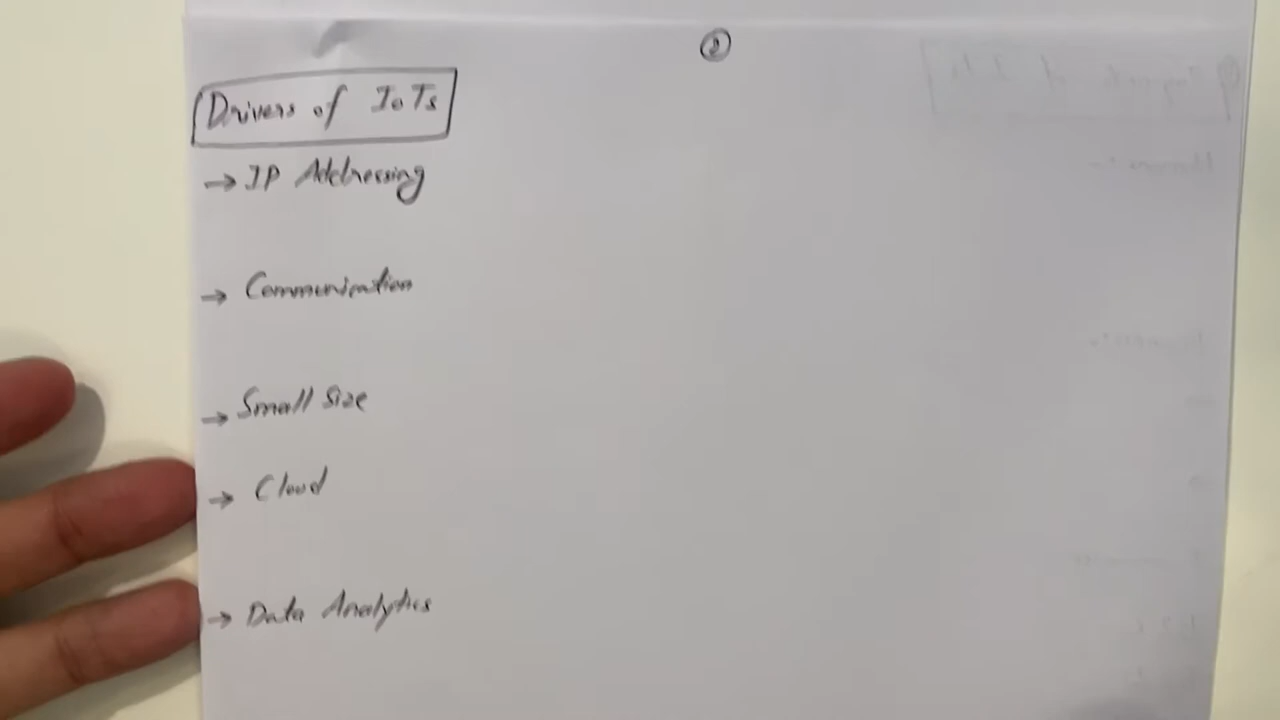 ②
Drivers of IoTs
→ IP Addressing
→ Communication
→ Small Size
→ Cloud
→ Data Analytics